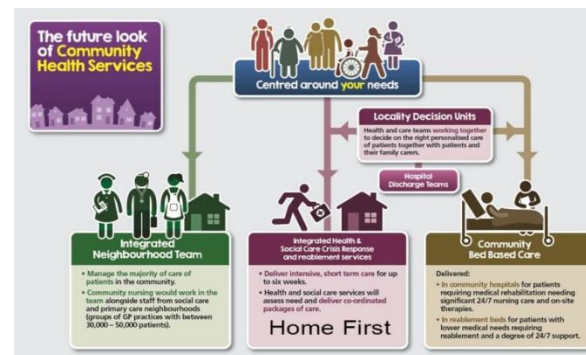 The future look
of Community
Health Services
Centred around your needs
Locality Decision Units
Health and care teams working together
to decide on the right personalised care
of patients together with patients and
their family carers.
Hospital
Discharge Teams
Integrated
Neighbourhood Team
• Manage the majority of care of
patients in the community.
• Community nursing would work in the
team alongside staff from social care
and primary care neighbourhoods
(groups of GP practices with between
30,000 – 50,000 patients).
Integrated Health &
Social Care Crisis Response
and reablement services
• Deliver intensive, short term care for up
to six weeks.
• Health and social care services will
assess need and deliver co-ordinated
packages of care.
Home First
Community
Bed Based Care
Delivered:
• In community hospitals for patients
requiring medical rehabilitation needing
significant 24/7 nursing care and on-site
therapies.
• In reablement beds for patients with
lower medical needs requiring
reablement and a degree of 24/7 support.